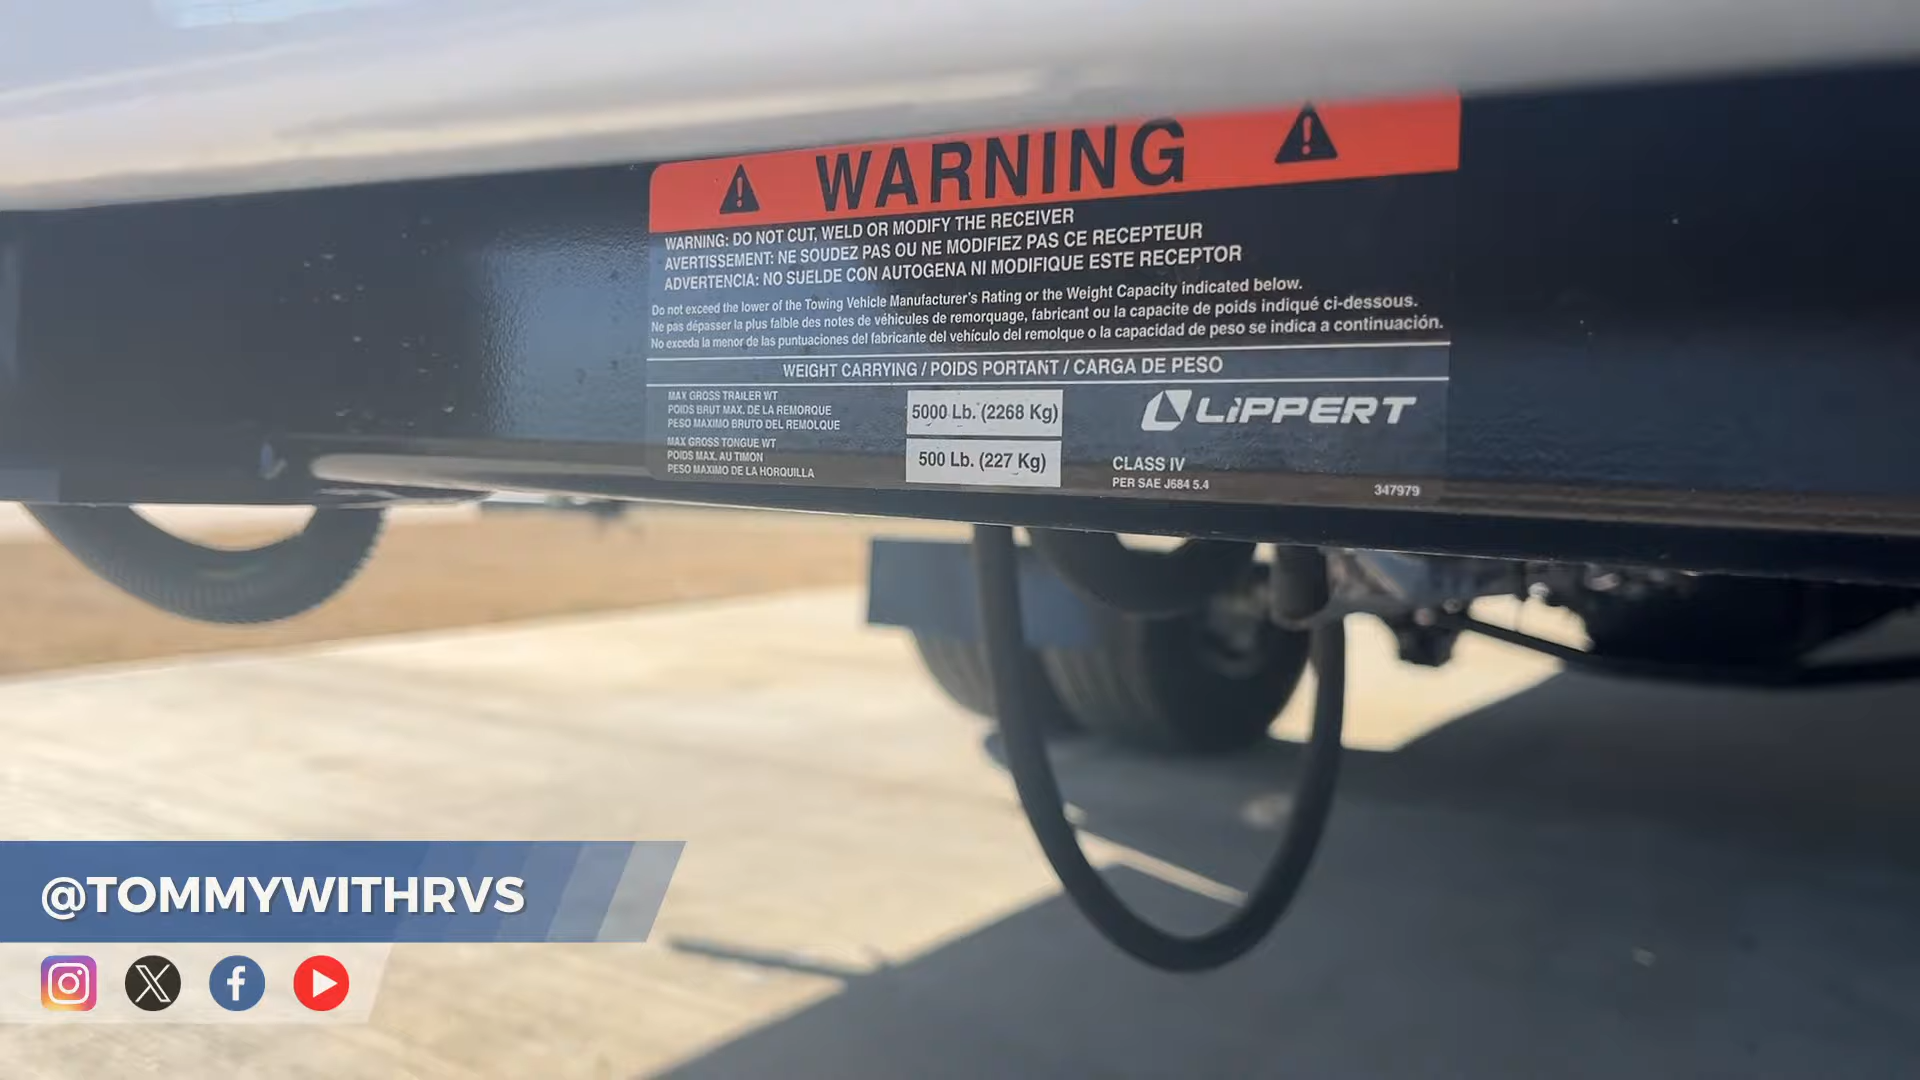 WARNING
WARNING: DO NOT CUT, WELD OR MODIFY THE RECEIVER
AVERTISSEMENT: NE SOUDEZ PAS OU NE MODIFIEZ PAS CE RECEPTEUR
ADVERTENCIA: NO SUELDE CON AUTOGENA NI MODIFIQUE ESTE RECEPTOR
Do not exceed the lower of the Towing Vehicle Manufacturer's Rating or the Weight Capacity indicated below.
Ne pas dépasser la plus falble des notes de véhicules de remorquage, fabricant ou la capacite de poids indiqué ci-dessous.
No exceda la menor de las puntuaciones del fabricante del vehículo del remolque o la capacidad de peso se indica a continuación.
WEIGHT CARRYING / POIDS PORTANT / CARGA DE PESO
MAX GROSS TRAILER WT
POIDS BRUT MAX. DE LA REMORQUE
PESO MAXIMO BRUTO DEL REMOLQUE
5000 Lb. (2268 Kg)
LIPPERT
MAX GROSS TONGUE WT
POIDS MAX. AU TIMON
PESO MAXIMO DE LA HORQUILLA
500 Lb. (227 Kg)
CLASS IV
PER SAE J684 5.4
347979
@TOMMYWITHRVS